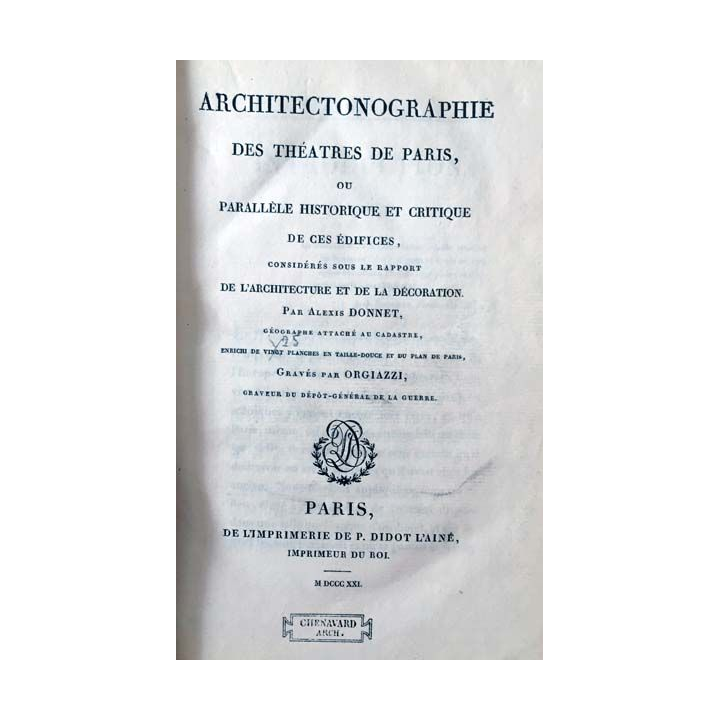 ARCHITECTONOGRAPHIE
DES THÉATRES DE PARIS,
OU
PARALLÈLE HISTORIQUE ET CRITIQUE
DE CES ÉDIFICES,
CONSIDÉRÉS SOUS LE RAPPORT
DE L'ARCHITECTURE ET DE LA DÉCORATION.
PAR ALEXIS DONNET,
GÉOGRAPHE ATTACHÉ AU CADASTRE,
25
ENRICHI DE VINGT PLANCHES EN TAILLE-DOUCE ET DU PLAN DE PARIS,
GRAVÉS PAR ORGIAZZI,
GRAVEUR DU DÉPÔT-GÉNÉRAL DE LA GUERRE.
PARIS,
DE L'IMPRIMERIE DE P. DIDOT L'AINÉ,
IMPRIMEUR DU ROI.
M DCCC XXI.
CHENAVARD
ARCH.